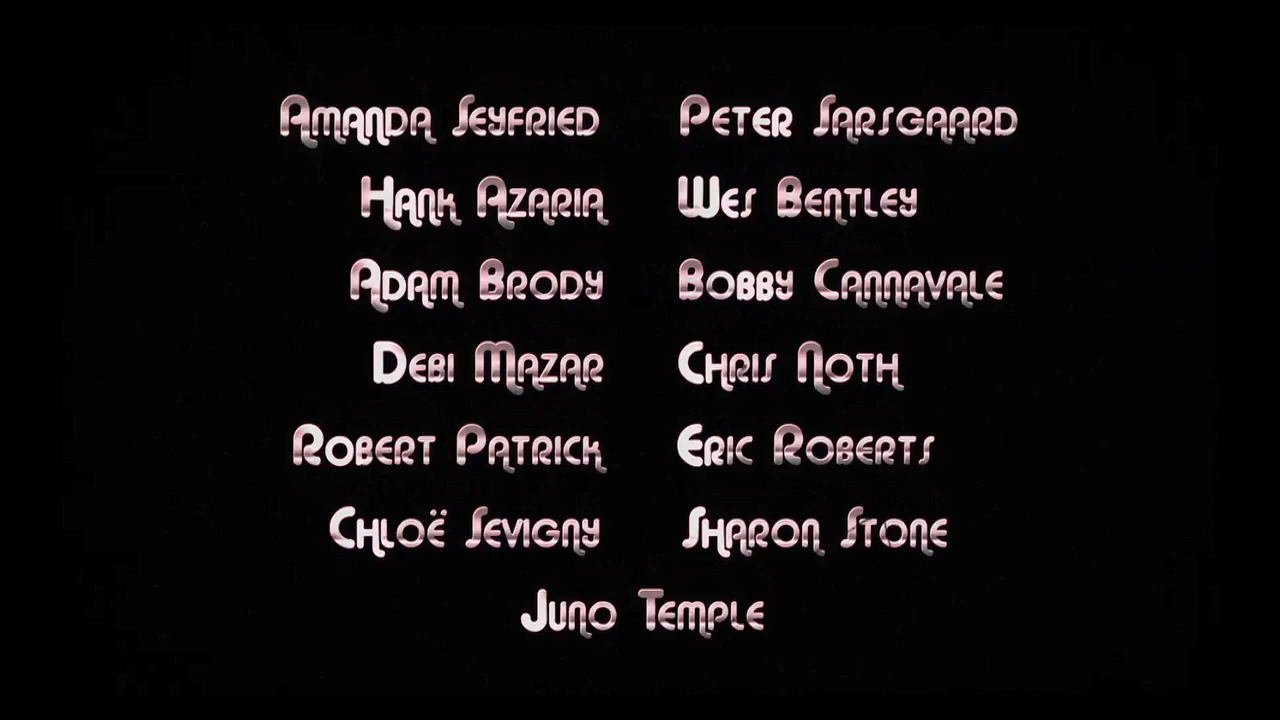 Amanda Seyfried Peter Sarsgaard
Hank Azaria Wes Bentley
Adam Brody Bobby Cannavale
Debi Mazar Chris Noth
Robert Patrick Eric Roberts
Chloë Sevigny Sharon Stone
Juno Temple